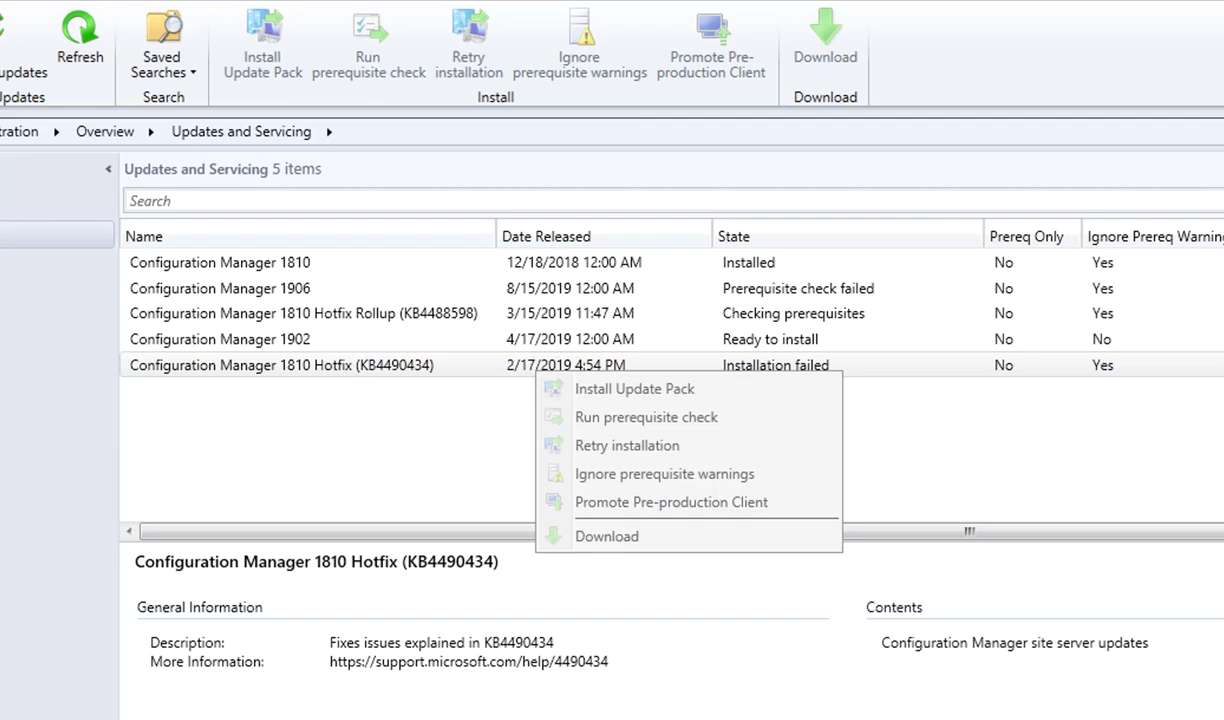 updates
Updates
Refresh
Saved
Searches
Search
Install
Update Pack
Run
prerequisite check
Retry
installation
Ignore
prerequisite warnings
Promote Pre-
production Client
Install
Download
Download
ration
Overview
Updates and Servicing
Updates and Servicing 5 items
Search
Name Date Released State Prereq Only Ignore Prereq Warning
Configuration Manager 1810 12/18/2018 12:00 AM Installed No Yes
Configuration Manager 1906 8/15/2019 12:00 AM Prerequisite check failed No Yes
Configuration Manager 1810 Hotfix Rollup (KB4488598) 3/15/2019 11:47 AM Checking prerequisites No Yes
Configuration Manager 1902 4/17/2019 12:00 AM Ready to install No No
Configuration Manager 1810 Hotfix (KB4490434) 2/17/2019 4:54 PM Installation failed No Yes
Install Update Pack
Run prerequisite check
Retry installation
Ignore prerequisite warnings
Promote Pre-production Client
Download
Configuration Manager 1810 Hotfix (KB4490434)
General Information
Description: Fixes issues explained in KB4490434
More Information: https://support.microsoft.com/help/4490434
Contents
Configuration Manager site server updates